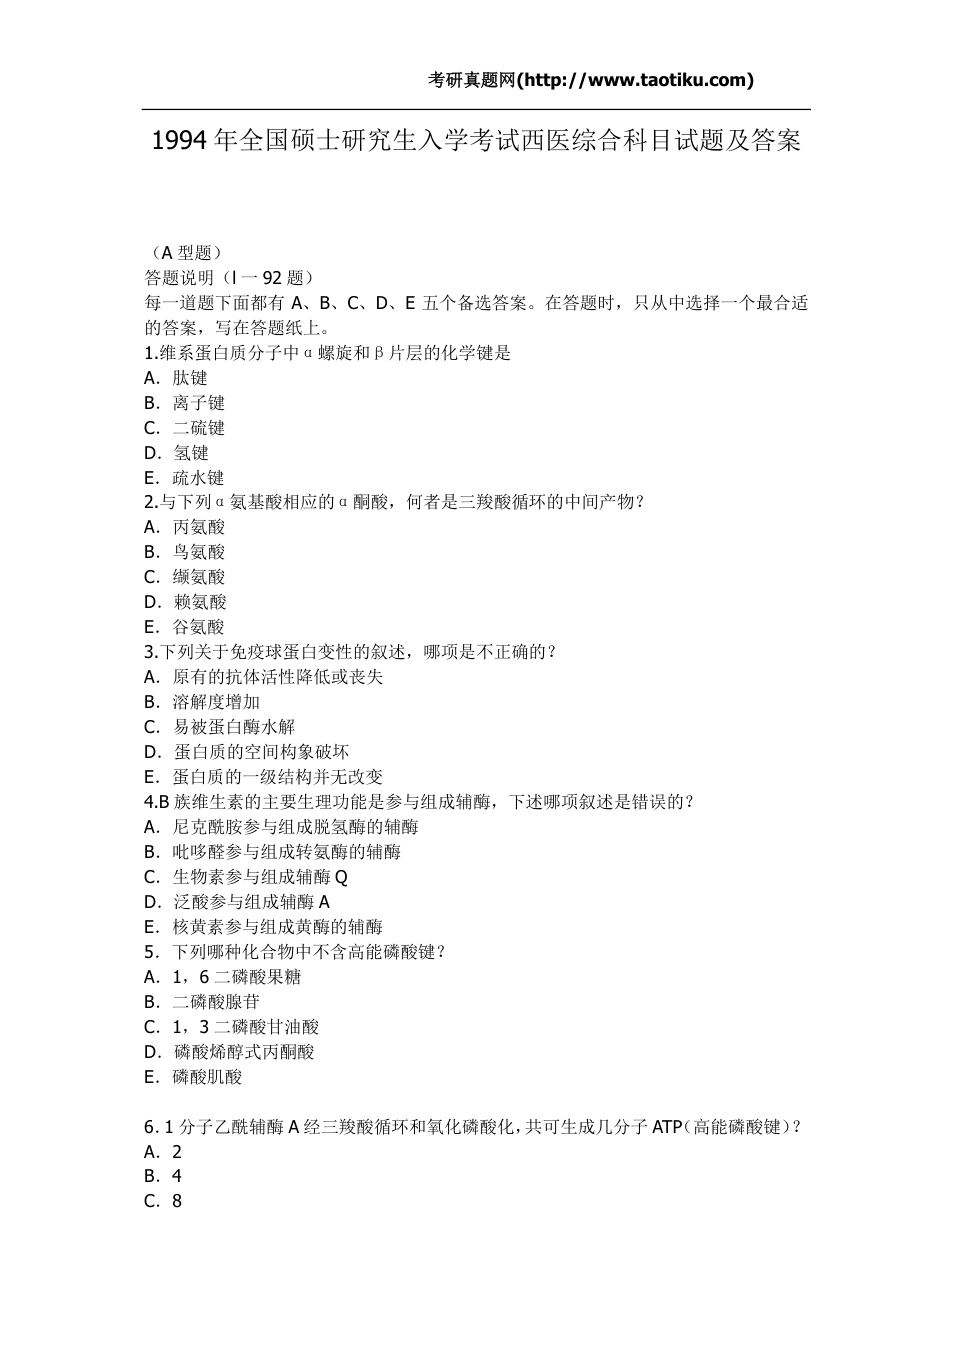 考研真题网(http://www.taotiku.com)
1994 年全国硕士研究生入学考试西医综合科目试题及答案
（A 型题）
答题说明（l 一 92 题）
每一道题下面都有 A、B、C、D、E 五个备选答案。在答题时，只从中选择一个最合适
的答案，写在答题纸上。
1.维系蛋白质分子中α螺旋和β片层的化学键是
A．肽键
B．离子键
C．二硫键
D．氢键
E．疏水键
2.与下列α氨基酸相应的α酮酸，何者是三羧酸循环的中间产物？
A．丙氨酸
B．鸟氨酸
C．缬氨酸
D．赖氨酸
E．谷氨酸
3.下列关于免疫球蛋白变性的叙述，哪项是不正确的？
A．原有的抗体活性降低或丧失
B．溶解度增加
C．易被蛋白酶水解
D．蛋白质的空间构象破坏
E．蛋白质的一级结构并无改变
4.B 族维生素的主要生理功能是参与组成辅酶，下述哪项叙述是错误的？
A．尼克酰胺参与组成脱氢酶的辅酶
B．吡哆醛参与组成转氨酶的辅酶
C．生物素参与组成辅酶 Q
D．泛酸参与组成辅酶 A
E．核黄素参与组成黄酶的辅酶
5．下列哪种化合物中不含高能磷酸键？
A．1，6 二磷酸果糖
B．二磷酸腺苷
C．1，3 二磷酸甘油酸
D．磷酸烯醇式丙酮酸
E．磷酸肌酸
6．1 分子乙酰辅酶 A 经三羧酸循环和氧化磷酸化，共可生成几分子 ATP（高能磷酸键）？
A．2
B．4
C．8